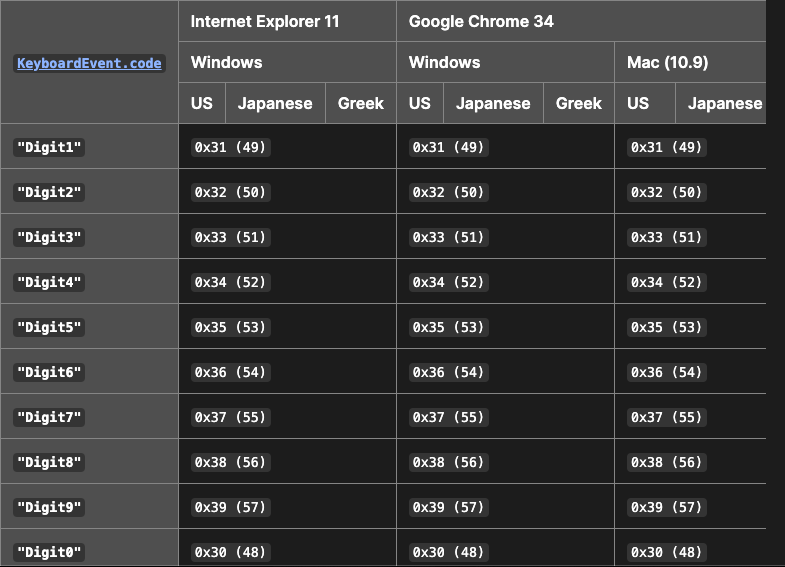 Internet Explorer 11 Google Chrome 34
KeyboardEvent.code Windows Windows Mac (10.9)
US Japanese Greek US Japanese Greek US Japanese
"Digit1" 0x31 (49) 0x31 (49) 0x31 (49)
"Digit2" 0x32 (50) 0x32 (50) 0x32 (50)
"Digit3" 0x33 (51) 0x33 (51) 0x33 (51)
"Digit4" 0x34 (52) 0x34 (52) 0x34 (52)
"Digit5" 0x35 (53) 0x35 (53) 0x35 (53)
"Digit6" 0x36 (54) 0x36 (54) 0x36 (54)
"Digit7" 0x37 (55) 0x37 (55) 0x37 (55)
"Digit8" 0x38 (56) 0x38 (56) 0x38 (56)
"Digit9" 0x39 (57) 0x39 (57) 0x39 (57)
"Digit0" 0x30 (48) 0x30 (48) 0x30 (48)